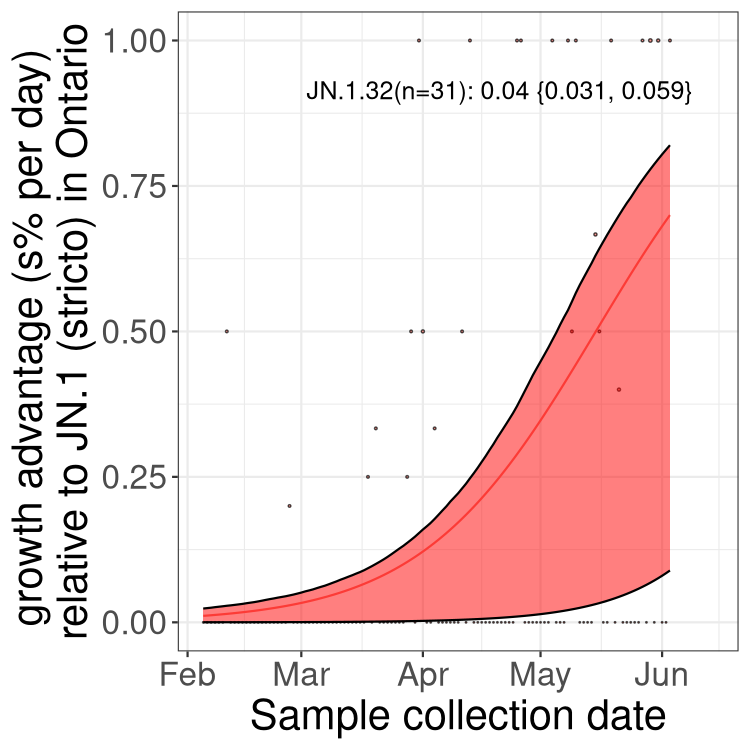 growth advantage (s% per day)
relative to JN.1 (stricto) in Ontario
1.00
0.75
0.50
0.25
0.00
JN.1.32(n=31): 0.04 {0.031, 0.059}
Feb Mar Apr May Jun
Sample collection date